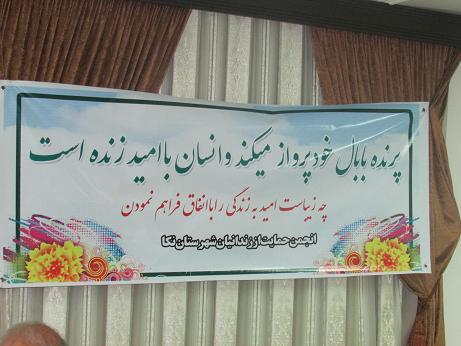 پرنده با بال خود پرواز میکند و انسان با امید زنده است
چه زیباست امید به زندگی را با انفاق فراهم نمودن
انجمن حمایت از زندانیان شهرستان نکا